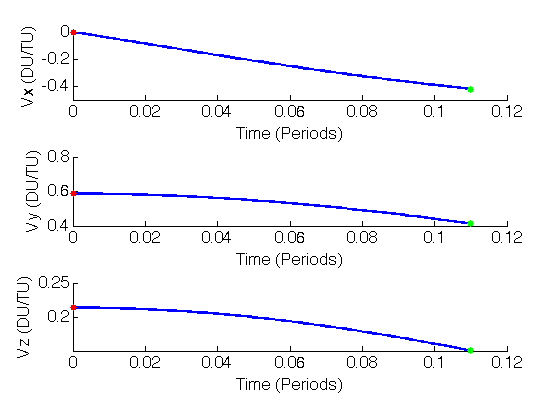 0
-0.2
-0.4
Vx (DU/TU)
0 0.02 0.04 0.06 0.08 0.1 0.12
Time (Periods)
0.8
0.6
0.4
Vy (DU/TU)
0 0.02 0.04 0.06 0.08 0.1 0.12
Time (Periods)
0.25
0.2
Vz (DU/TU)
0 0.02 0.04 0.06 0.08 0.1 0.12
Time (Periods)